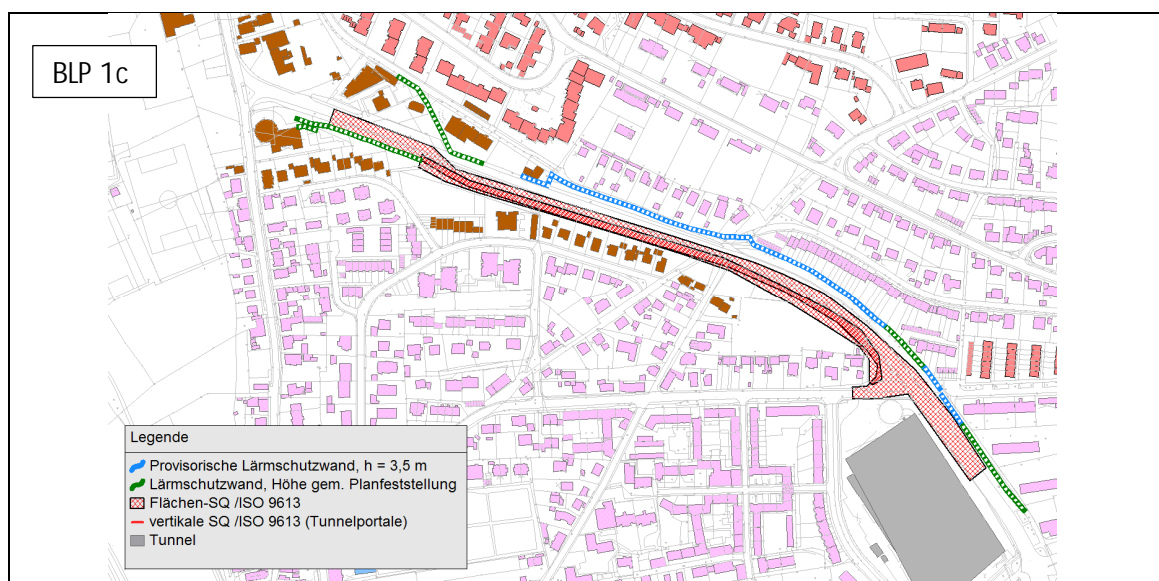 BLP 1c
Legende
Provisorische Lärmschutzwand, h = 3,5 m
Lärmschutzwand, Höhe gem. Planfeststellung
Flächen-SQ /ISO 9613
vertikale SQ /ISO 9613 (Tunnelportale)
Tunnel